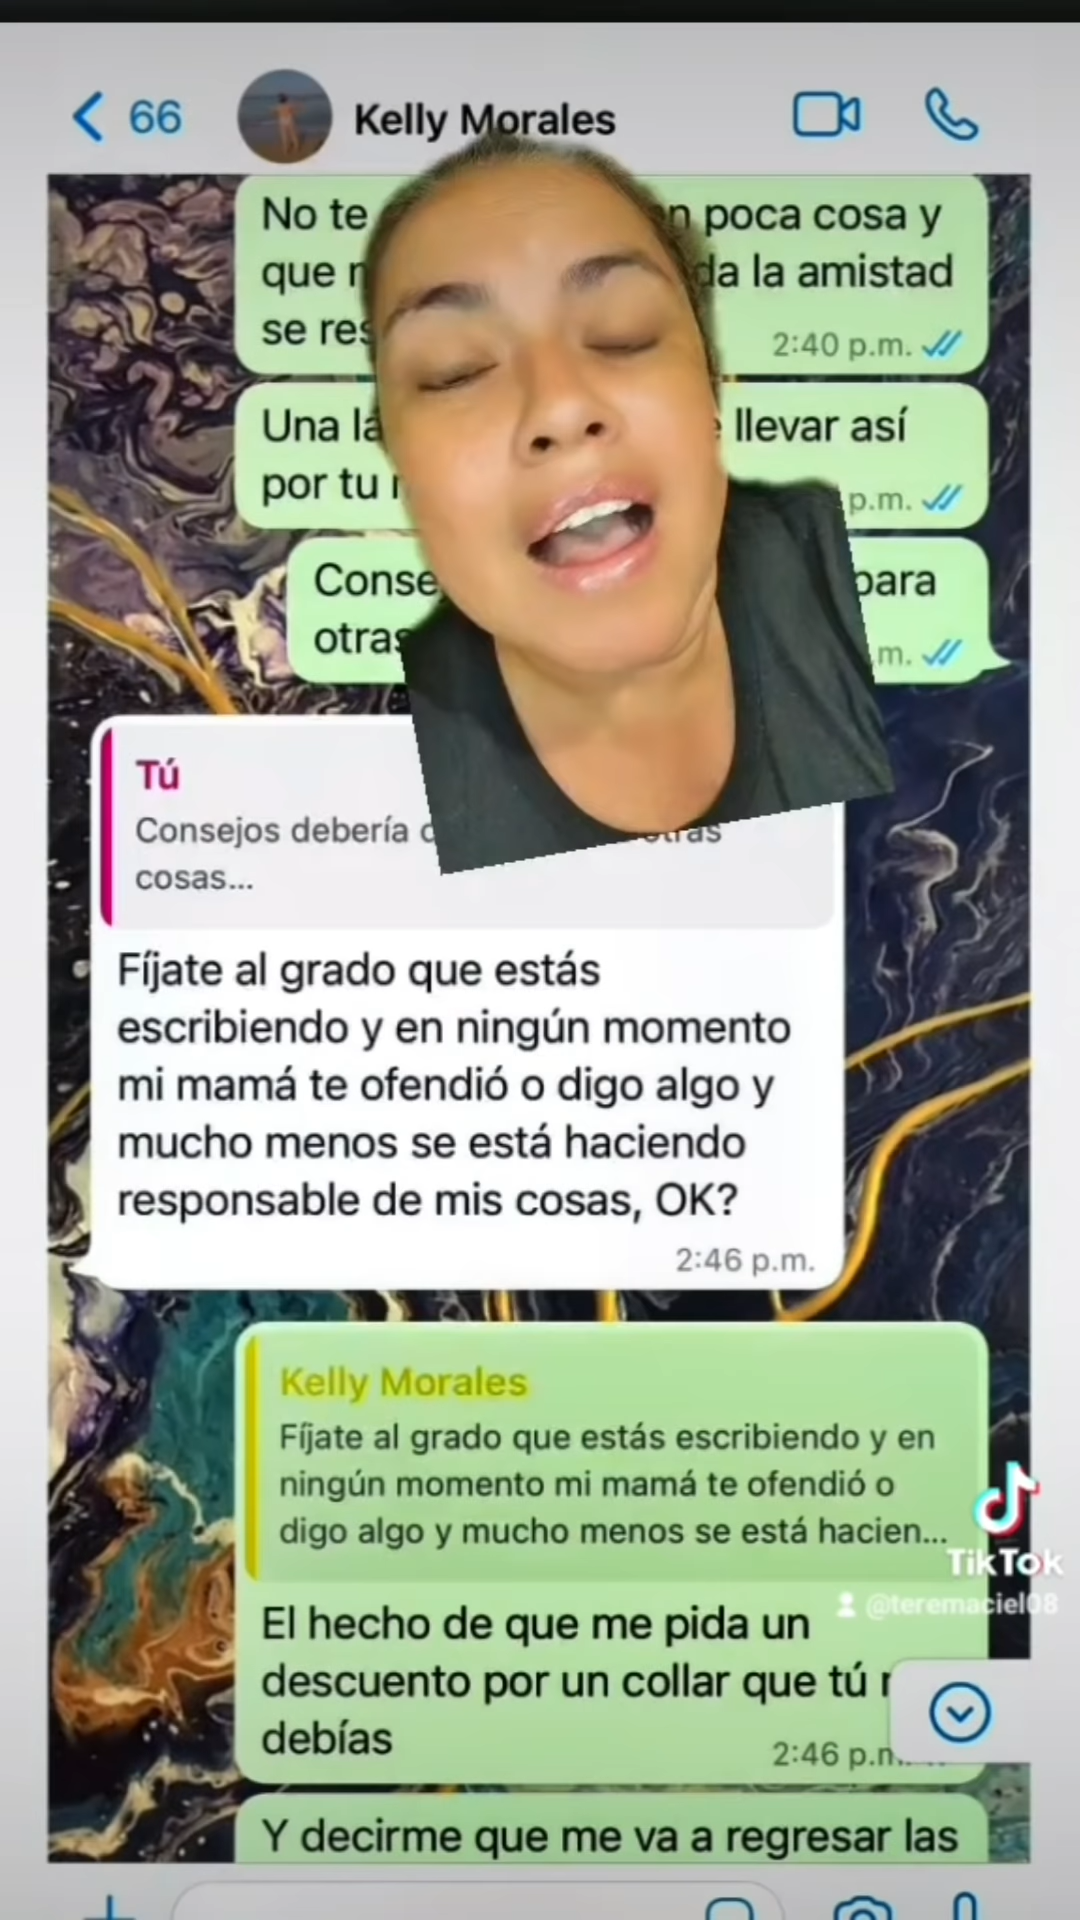 66 Kelly Morales
No te n poca cosa y
que da la amistad
se res
2:40 p.m.
Una la llevar así
por tu
p.m.
Conse para
otras
m.
Tú
Consejos debería otras
cosas...
Fíjate al grado que estás
escribiendo y en ningún momento
mi mamá te ofendió o digo algo y
mucho menos se está haciendo
responsable de mis cosas, OK?
2:46 p.m.
Kelly Morales
Fíjate al grado que estás escribiendo y en
ningún momento mi mamá te ofendió o
digo algo y mucho menos se está hacien...
TikTok
@teremaciel08
El hecho de que me pida un
descuento por un collar que tú
debías
2:46 p.m.
Y decirme que me va a regresar las